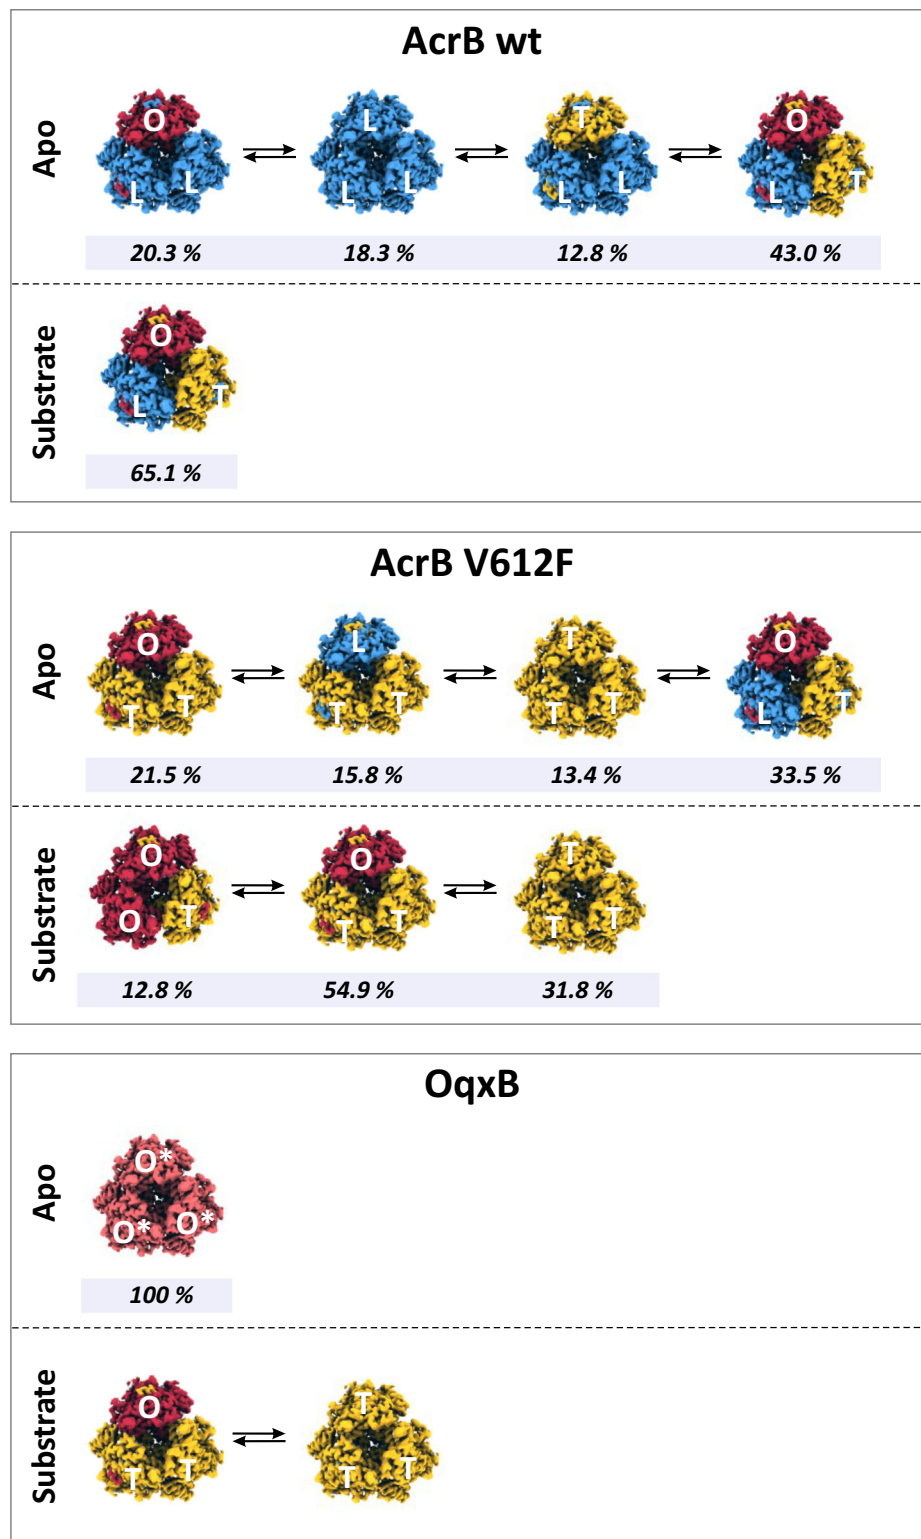 AcrB wt
Apo
O L L
L L L
T L L
O L T
20.3 %
18.3 %
12.8 %
43.0 %
Substrate
O L T
65.1 %
AcrB V612F
Apo
O T T
L T T
T T T
O L T
21.5 %
15.8 %
13.4 %
33.5 %
Substrate
O O T
O T T
T T T
12.8 %
54.9 %
31.8 %
OqxB
Apo
O* O* O*
100 %
Substrate
O T T
T T T